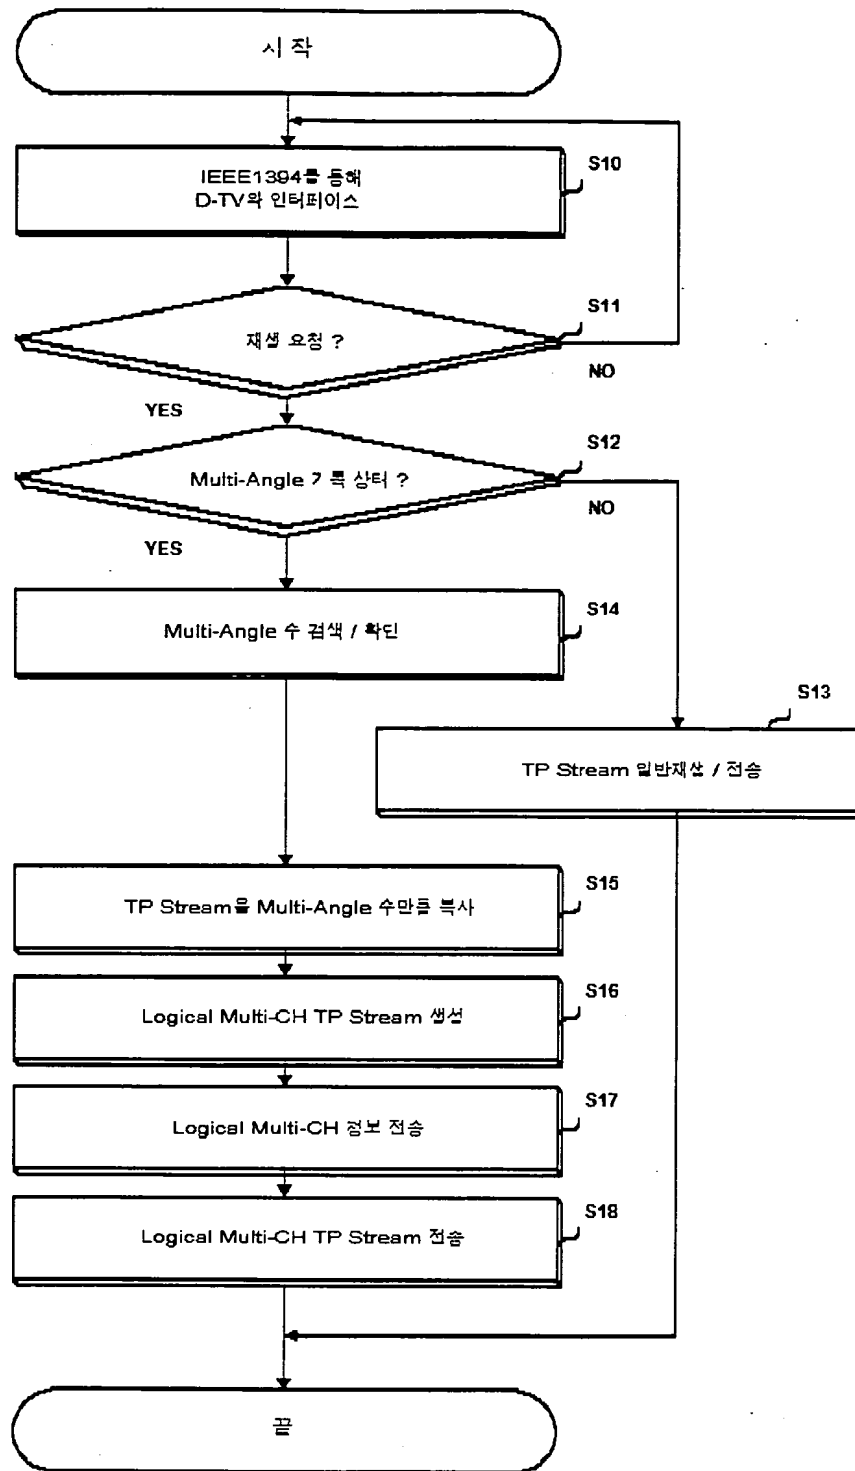 시 작
IEEE1394를 통해
D-TV와 인터페이스
S10
재생 요청 ?
S11
NO
YES
Multi-Angle 기록 상태 ?
S12
NO
YES
Multi-Angle 수 검색 / 확인
S14
S13
TP Stream 일반재생 / 전송
TP Stream을 Multi-Angle 수만큼 복사
S15
Logical Multi-CH TP Stream 생성
S16
Logical Multi-CH 정보 전송
S17
Logical Multi-CH TP Stream 전송
S18
끝